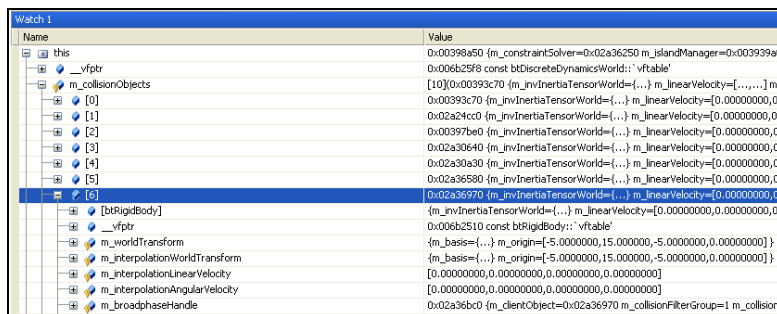 Watch 1
Name Value
this 0x00398a50 {m_constraintSolver=0x02a36250 m_islandManager=0x003939a
__vfptr 0x006b25f8 const btDiscreteDynamicsWorld::`vftable'
m_collisionObjects [10](0x00393c70 {m_invInertiaTensorWorld={...} m_linearVelocity=[...,...] m
[0] 0x00393c70 {m_invInertiaTensorWorld={...} m_linearVelocity=[0.00000000,0
[1] 0x02a24cc0 {m_invInertiaTensorWorld={...} m_linearVelocity=[0.00000000,0
[2] 0x00397be0 {m_invInertiaTensorWorld={...} m_linearVelocity=[0.00000000,0
[3] 0x02a30640 {m_invInertiaTensorWorld={...} m_linearVelocity=[0.00000000,0
[4] 0x02a30a30 {m_invInertiaTensorWorld={...} m_linearVelocity=[0.00000000,0
[5] 0x02a36580 {m_invInertiaTensorWorld={...} m_linearVelocity=[0.00000000,0
[6] 0x02a36970 {m_invInertiaTensorWorld={...} m_linearVelocity=[0.00000000,0
[btRigidBody] {m_invInertiaTensorWorld={...} m_linearVelocity=[0.00000000,0.0000000
__vfptr 0x006b2510 const btRigidBody::`vftable'
m_worldTransform {m_basis={...} m_origin=[-5.0000000,15.000000,-5.0000000,0.00000000] }
m_interpolationWorldTransform {m_basis={...} m_origin=[-5.0000000,15.000000,-5.0000000,0.00000000] }
m_interpolationLinearVelocity [0.00000000,0.00000000,0.00000000,0.00000000]
m_interpolationAngularVelocity [0.00000000,0.00000000,0.00000000,0.00000000]
m_broadphaseHandle 0x02a36bc0 {m_clientObject=0x02a36970 m_collisionFilterGroup=1 m_collision